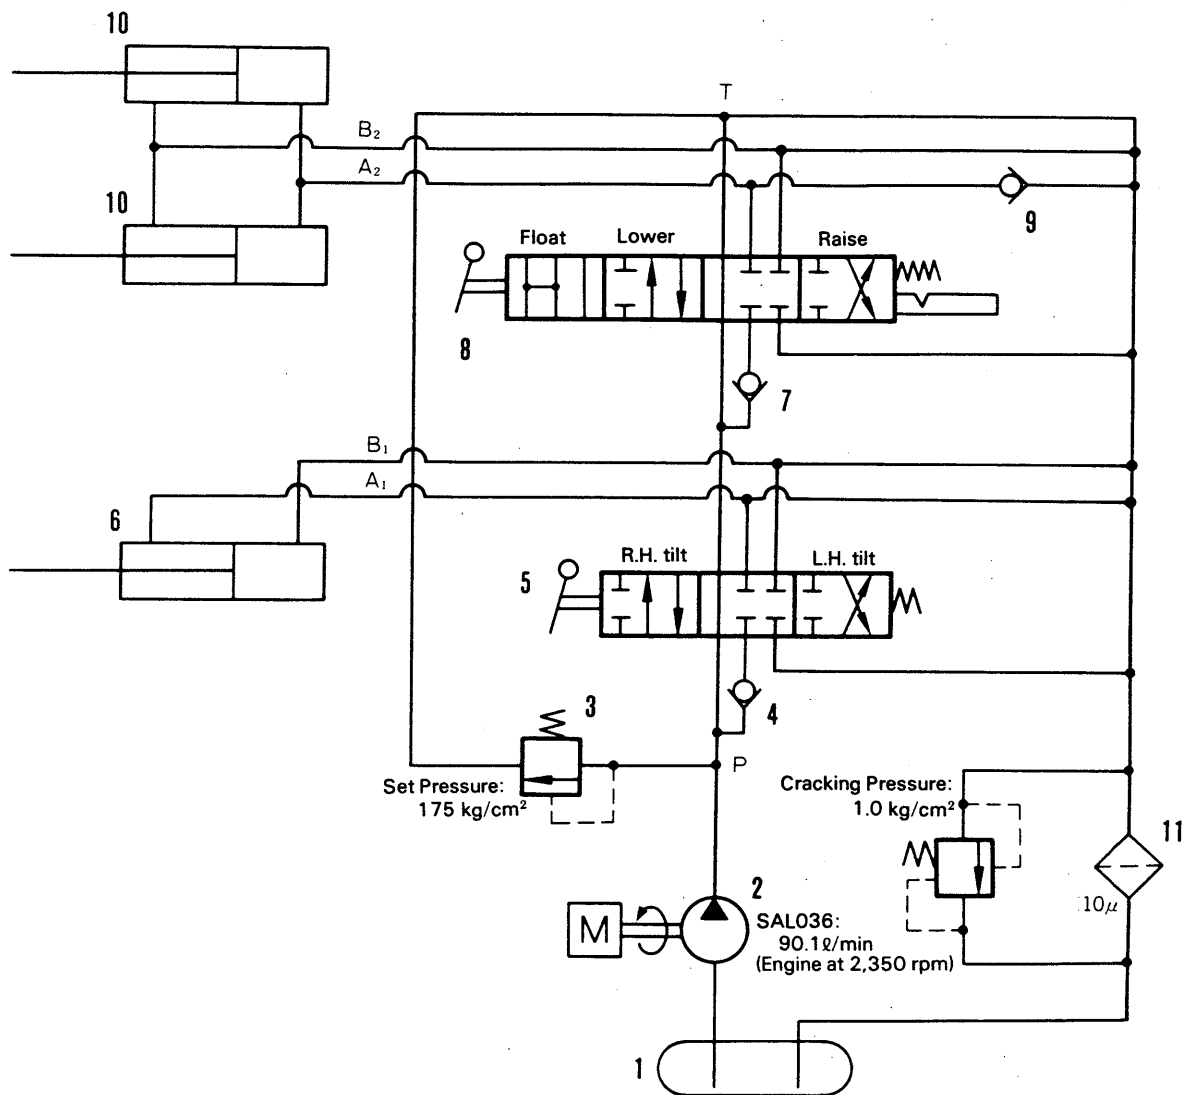 10
T
B₂
A₂
10
9
Float
Lower
Raise
8
7
B₁
A₁
6
R.H. tilt
L.H. tilt
5
4
3
P
Set Pressure:
175 kg/cm²
Cracking Pressure:
1.0 kg/cm²
11
10μ
2
M
SAL036:
90.1ℓ/min
(Engine at 2,350 rpm)
1